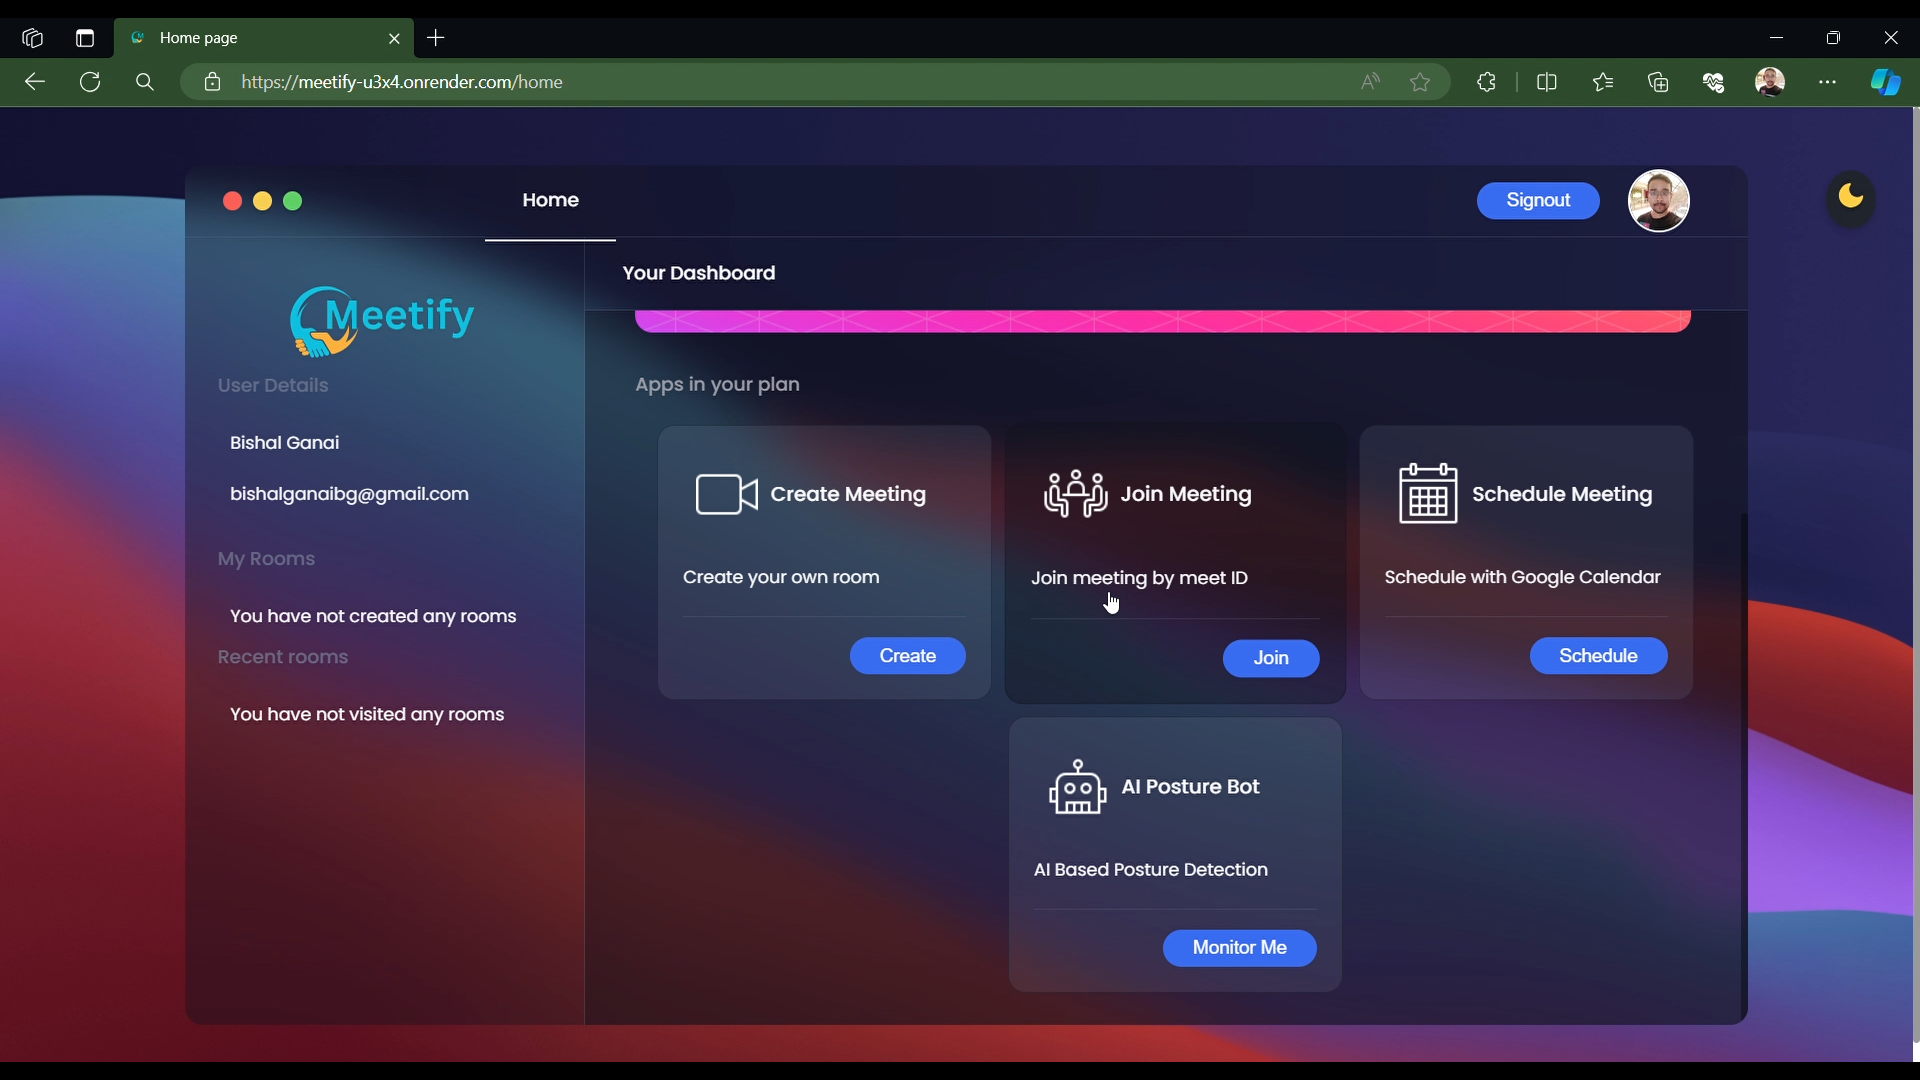 Home page
https://meetify-u3x4.onrender.com/home
Home
Signout
Your Dashboard
Meetify
User Details
Bishal Ganai
bishalganaibg@gmail.com
My Rooms
You have not created any rooms
Recent rooms
You have not visited any rooms
Apps in your plan
Create Meeting
Create your own room
Create
Join Meeting
Join meeting by meet ID
Join
Schedule Meeting
Schedule with Google Calendar
Schedule
AI Posture Bot
AI Based Posture Detection
Monitor Me